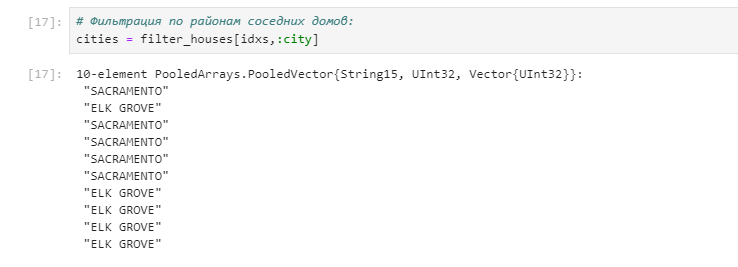 [17]: # Фильтрация по районам соседних домов:
cities = filter_houses[idxs,:city]
[17]: 10-element PooledArrays.PooledVector{String15, UInt32, Vector{UInt32}}:
"SACRAMENTO"
"ELK GROVE"
"SACRAMENTO"
"SACRAMENTO"
"SACRAMENTO"
"SACRAMENTO"
"ELK GROVE"
"ELK GROVE"
"ELK GROVE"
"ELK GROVE"